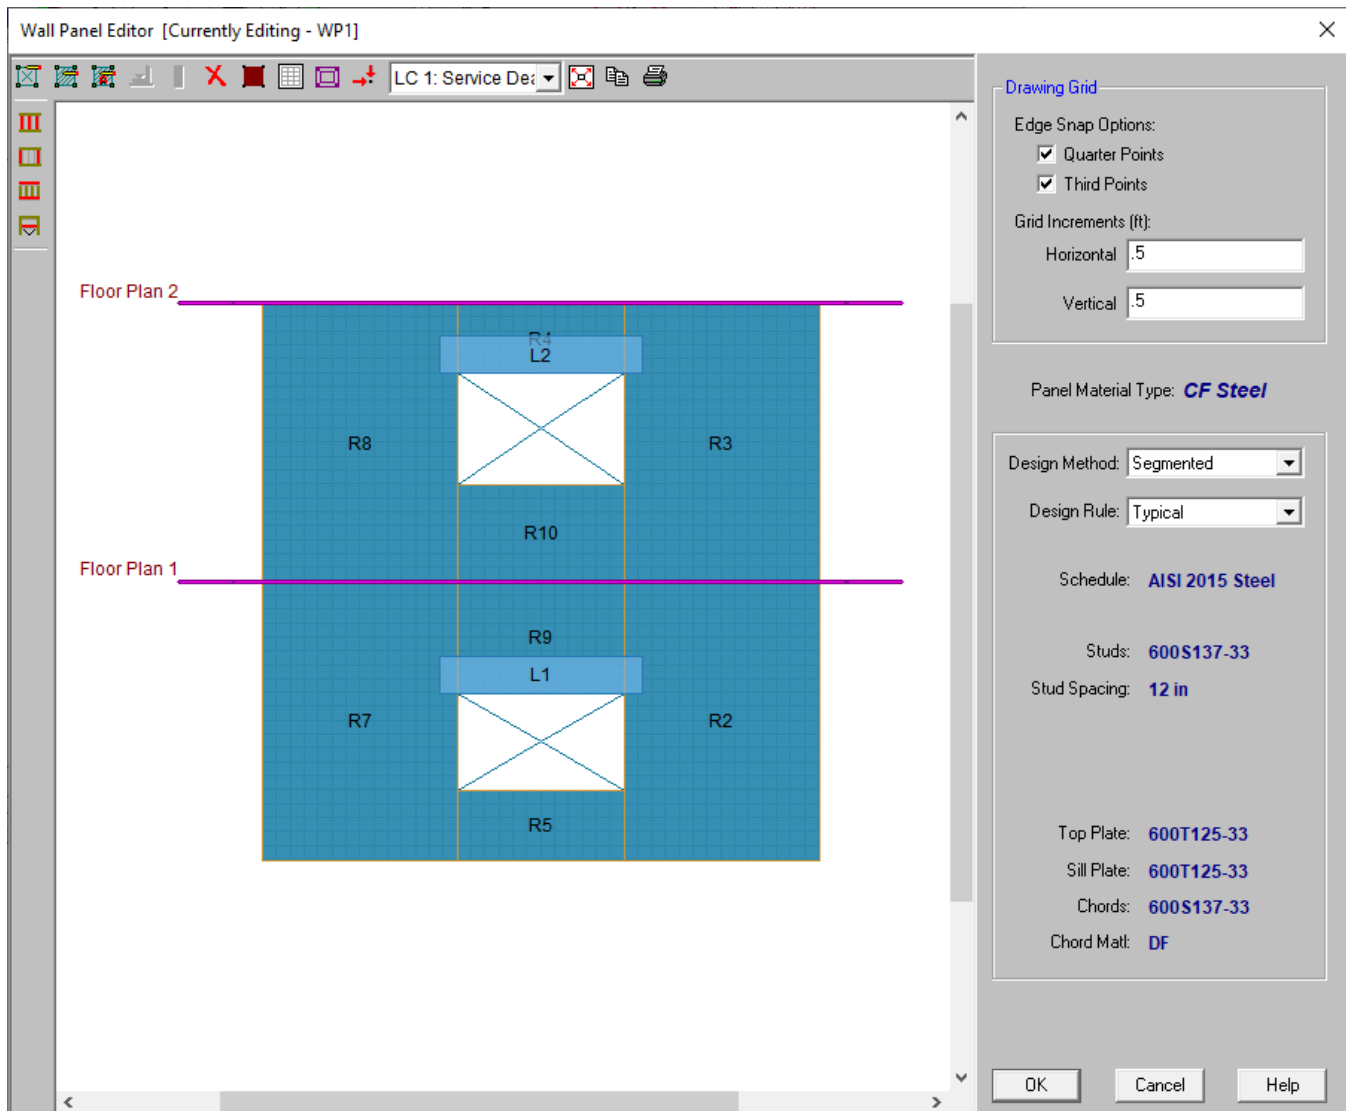 Wall Panel Editor [Currently Editing - WP1]
LC 1: Service Dea
Drawing Grid
Edge Snap Options:
Quarter Points
Third Points
Grid Increments (ft):
Horizontal .5
Vertical .5
Floor Plan 2
R4
L2
R8
R3
R10
Floor Plan 1
R9
L1
R7
R2
R5
Panel Material Type: CF Steel
Design Method: Segmented
Design Rule: Typical
Schedule: AISI 2015 Steel
Studs: 600S137-33
Stud Spacing: 12 in
Top Plate: 600T125-33
Sill Plate: 600T125-33
Chords: 600S137-33
Chord Matl: DF
OK Cancel Help